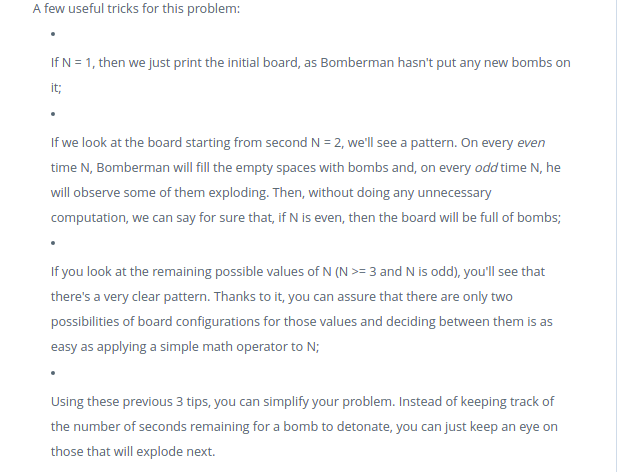 A few useful tricks for this problem:
•
If N = 1, then we just print the initial board, as Bomberman hasn't put any new bombs on
it;
•
If we look at the board starting from second N = 2, we'll see a pattern. On every even
time N, Bomberman will fill the empty spaces with bombs and, on every odd time N, he
will observe some of them exploding. Then, without doing any unnecessary
computation, we can say for sure that, if N is even, then the board will be full of bombs;
•
If you look at the remaining possible values of N (N >= 3 and N is odd), you'll see that
there's a very clear pattern. Thanks to it, you can assure that there are only two
possibilities of board configurations for those values and deciding between them is as
easy as applying a simple math operator to N;
•
Using these previous 3 tips, you can simplify your problem. Instead of keeping track of
the number of seconds remaining for a bomb to detonate, you can just keep an eye on
those that will explode next.